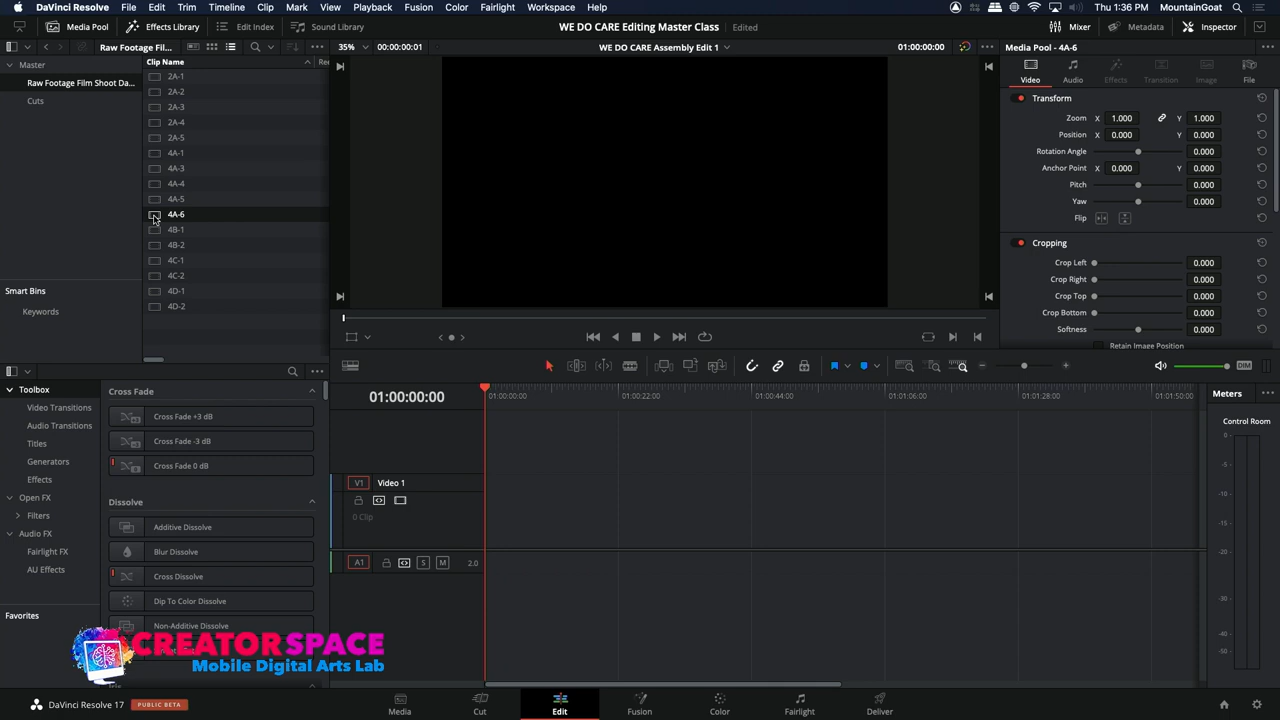 DaVinci Resolve File Edit Trim Timeline Clip Mark View Playback Fusion Color Fairlight Workspace Help Thu 1:36 PM MountainGoat
Media Pool Effects Library Edit Index Sound Library WE DO CARE Editing Master Class Edited Mixer Metadata Inspector
Raw Footage Fil... 35% 00:00:00:01 WE DO CARE Assembly Edit 1 01:00:00:00 Media Pool - 4A-6
Master
Raw Footage Film Shoot Da...
Cuts
Smart Bins
Keywords
Clip Name Ree
2A-1
2A-2
2A-3
2A-4
2A-5
4A-1
4A-3
4A-4
4A-5
4A-6
4B-1
4B-2
4C-1
4C-2
4D-1
4D-2
Video Audio Effects Transition Image File
Transform
Zoom X 1.000 Y 1.000
Position X 0.000 Y 0.000
Rotation Angle 0.000
Anchor Point X 0.000 Y 0.000
Pitch 0.000
Yaw 0.000
Flip
Cropping
Crop Left 0.000
Crop Right 0.000
Crop Top 0.000
Crop Bottom 0.000
Softness 0.000
Retain Image Position
DIM
Toolbox
Video Transitions
Audio Transitions
Titles
Generators
Effects
Open FX
Filters
Audio FX
Fairlight FX
AU Effects
Favorites
Cross Fade
Cross Fade +3 dB
Cross Fade -3 dB
Cross Fade 0 dB
Dissolve
Additive Dissolve
Blur Dissolve
Cross Dissolve
Dip To Color Dissolve
Non-Additive Dissolve
01:00:00:00 01:00:00:00 01:00:22:00 01:00:44:00 01:01:06:00 01:01:28:00 01:01:50:00
V1 Video 1
0 Clip
A1 S M 2.0
Meters
Control Room
0
-5
-10
-15
-20
-30
-40
-50
CREATORSPACE
Mobile Digital Arts Lab
DaVinci Resolve 17 PUBLIC BETA Media Cut Edit Fusion Color Fairlight Deliver